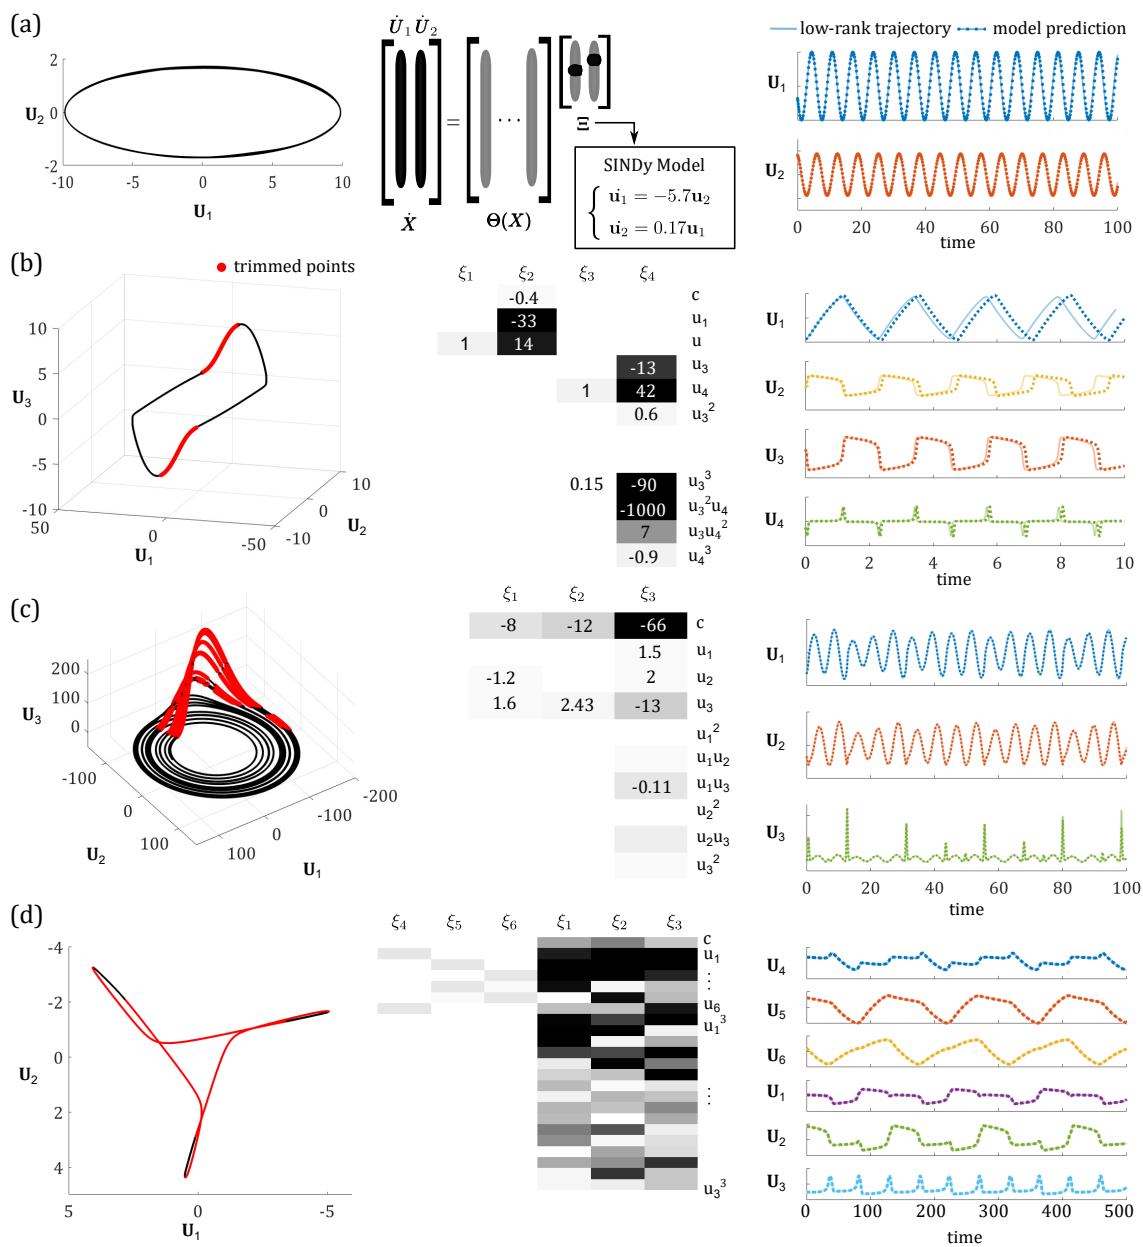 (a)
2
0
-2
U₂
-10 -5 0 5 10
U₁
U̇₁ U̇₂
=
···
Ẋ
Θ(X)
Ξ
SINDy Model
u̇₁ = −5.7u₂
u̇₂ = 0.17u₁
low-rank trajectory model prediction
U₁
U₂
0 20 40 60 80 100
time
(b)
trimmed points
10
5
0
-5
-10
U₃
50 0 -50
U₁
-10 0 10
U₂
ξ₁ ξ₂ ξ₃ ξ₄
-0.4 c
-33 u₁
1 14 u
-13 u₃
1 42 u₄
0.6 u₃²
0.15 -90 u₃³
-1000 u₃²u₄
7 u₃u₄²
-0.9 u₄³
U₁
U₂
U₃
U₄
0 2 4 6 8 10
time
(c)
200
100
0
U₃
-100 0 100
U₂
100 0 -100 -200
U₁
ξ₁ ξ₂ ξ₃
-8 -12 -66 c
1.5 u₁
-1.2 2 u₂
1.6 2.43 -13 u₃
u₁²
u₁u₂
-0.11 u₁u₃
u₂²
u₂u₃
u₃²
U₁
U₂
U₃
0 20 40 60 80 100
time
(d)
-4
-2
0
2
4
U₂
5 0 -5
U₁
ξ₄ ξ₅ ξ₆ ξ₁ ξ₂ ξ₃
c
u₁
⋮
u₆
u₁³
⋮
u₃³
U₄
U₅
U₆
U₁
U₂
U₃
0 100 200 300 400 500
time